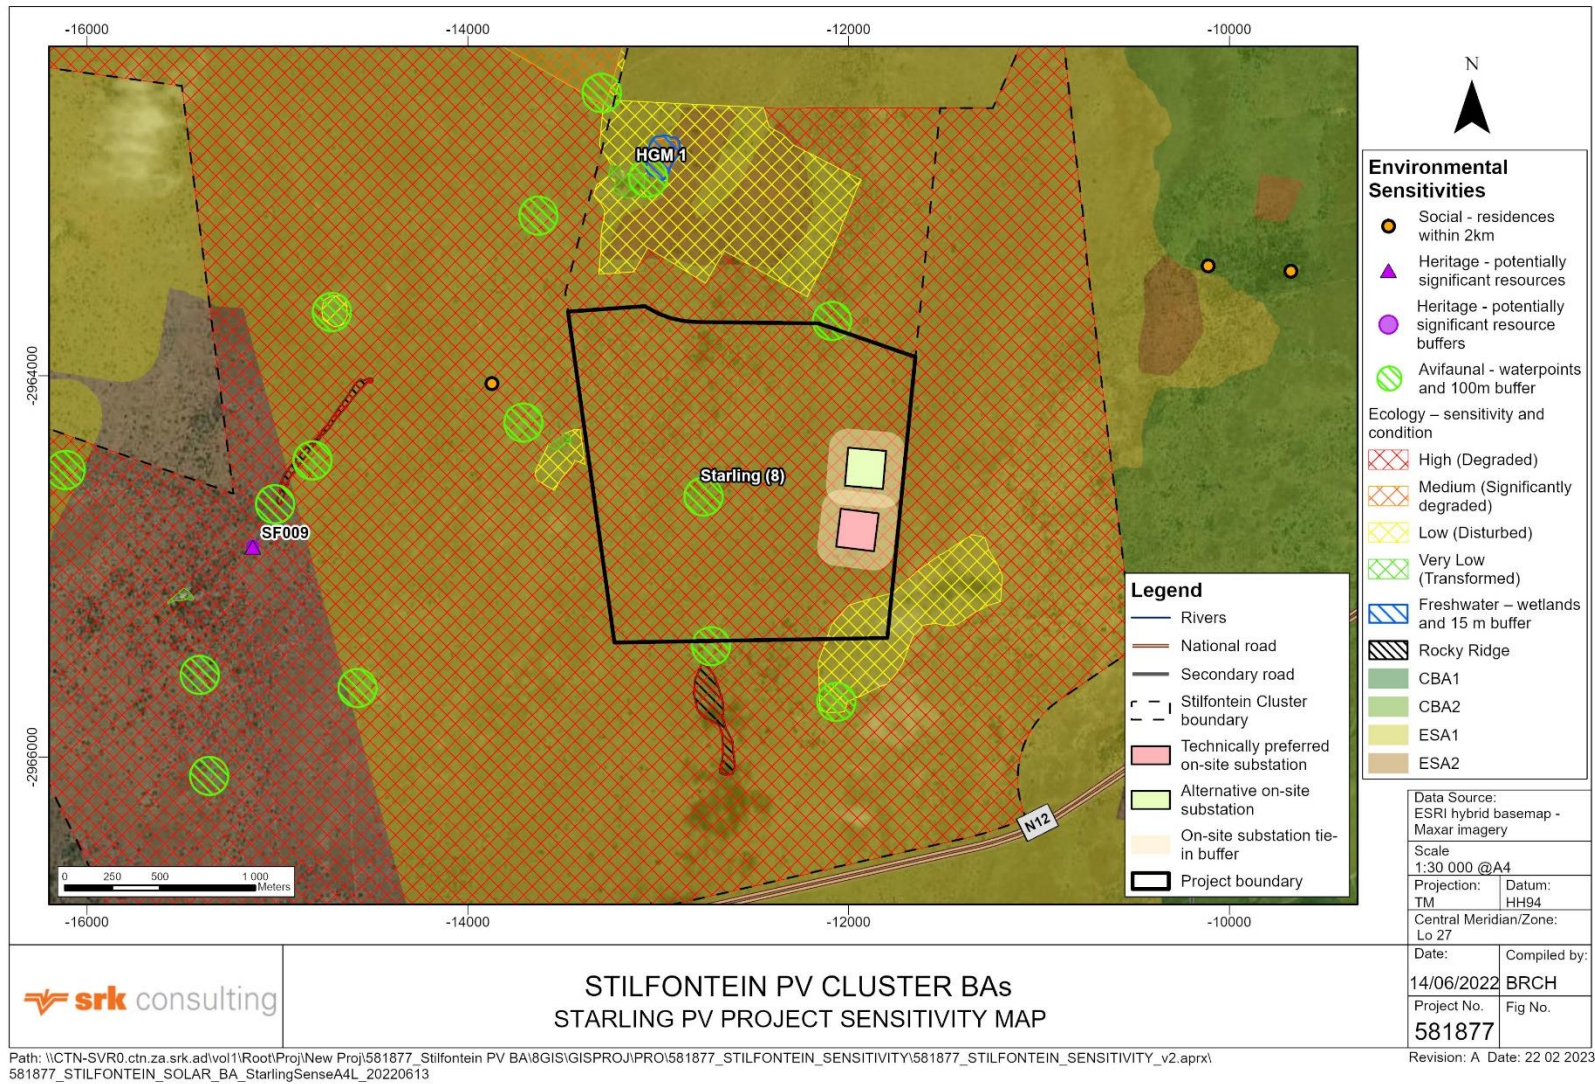 -16000
-14000
-12000
-10000
-2964000
-2966000
HGM 1
Starling (8)
SF009
N12
0 250 500 1 000
Meters
-16000
-14000
-12000
-10000
N
Environmental
Sensitivities
Social - residences
within 2km
Heritage - potentially
significant resources
Heritage - potentially
significant resource
buffers
Avifaunal - waterpoints
and 100m buffer
Ecology – sensitivity and
condition
High (Degraded)
Medium (Significantly
degraded)
Low (Disturbed)
Very Low
(Transformed)
Freshwater – wetlands
and 15 m buffer
Rocky Ridge
CBA1
CBA2
ESA1
ESA2
Legend
Rivers
National road
Secondary road
Stilfontein Cluster
boundary
Technically preferred
on-site substation
Alternative on-site
substation
On-site substation tie-
in buffer
Project boundary
Data Source:
ESRI hybrid basemap -
Maxar imagery
Scale
1:30 000 @A4
Projection:
TM
Datum:
HH94
Central Meridian/Zone:
Lo 27
Date:
14/06/2022
Compiled by:
BRCH
Project No.
581877
Fig No.
srk consulting
STILFONTEIN PV CLUSTER BAs
STARLING PV PROJECT SENSITIVITY MAP
Path: \\CTN-SVR0.ctn.za.srk.ad\vol1\Root\Proj\New Proj\581877_Stilfontein PV BA\8GIS\GISPROJ\PRO\581877_STILFONTEIN_SENSITIVITY\581877_STILFONTEIN_SENSITIVITY_v2.aprx\
581877_STILFONTEIN_SOLAR_BA_StarlingSenseA4L_20220613
Revision: A Date: 22 02 2023